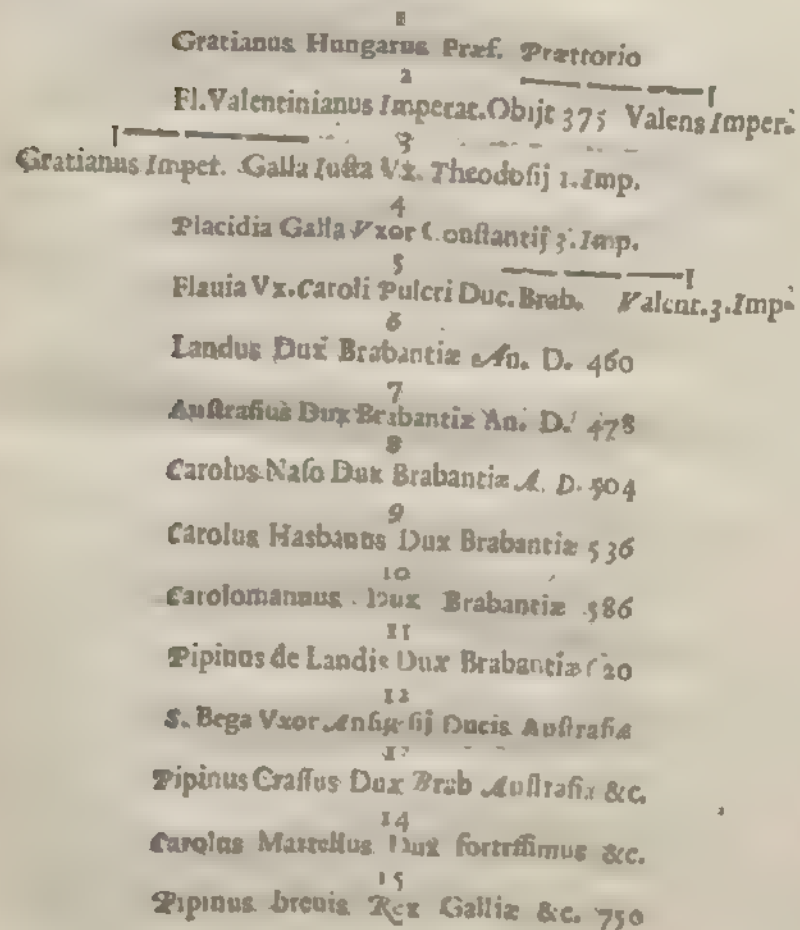 1
Gratianus Hungarus Præf. Prættorio
2
Fl. Valentinianus Imperat. Obijt 375 Valens Imper.
3
Gratianus Impet. Galla Iusta Vx. Theodosij 1. Imp.
4
Placidia Galla Vxor Constantij 3. Imp.
5
Flauia Vx. Caroli Pulcri Duc. Brab. Valent. 3. Imp.
6
Landus Dux Brabantiæ An. D. 460
7
Austrasius Dux Brabantiæ An. D. 478
8
Carolus Naso Dux Brabantiæ A. D. 504
9
Carolus Hasbanus Dux Brabantiæ 536
10
Carolomannus Dux Brabantiæ 586
11
Pipinus de Landis Dux Brabantiæ 620
12
S. Bega Vxor Ducis Austrasiæ
13
Pipinus Crassus Dux Brab Austrasiæ &c.
14
Carolus Martellus Dux fortissimus &c.
15
Pipinus breuis Rex Galliæ &c. 750